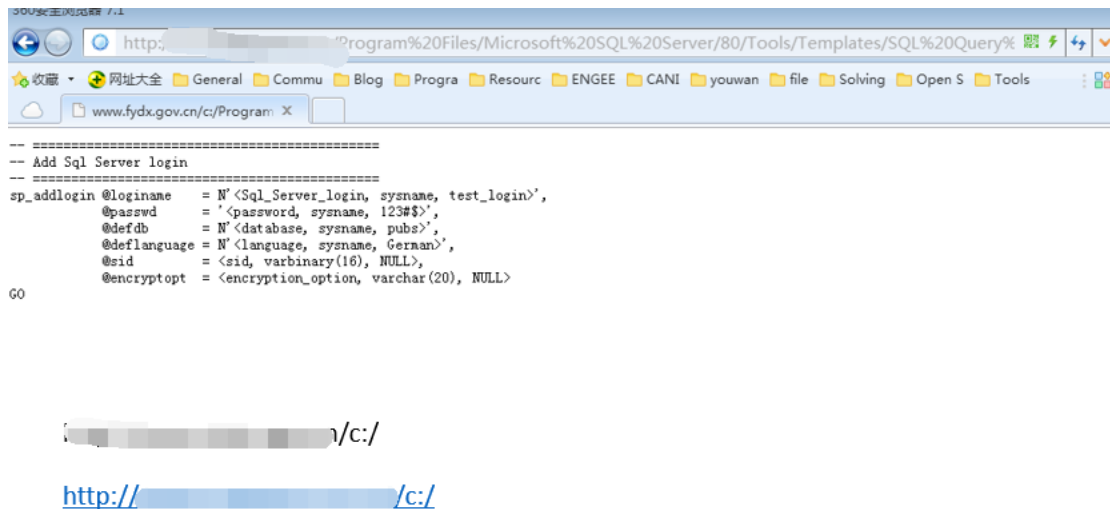 360安全浏览器 7.1
http:/ /Program%20Files/Microsoft%20SQL%20Server/80/Tools/Templates/SQL%20Query%
收藏 网址大全 General Commu Blog Progra Resourc ENGEE CANI youwan file Solving Open S Tools
www.fydx.gov.cn/c:/Program X
-- =============================================
-- Add Sql Server login
-- =============================================
sp_addlogin @loginame = N'<Sql_Server_login, sysname, test_login>',
@passwd = '<password, sysname, 123#$>',
@defdb = N'<database, sysname, pubs>',
@deflanguage = N'<language, sysname, German>',
@sid = <sid, varbinary(16), NULL>,
@encryptopt = <encryption_option, varchar(20), NULL>
GO
/c:/
http:// /c:/